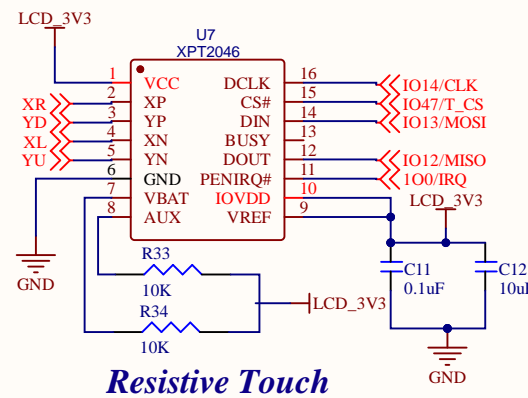 LCD_3V3
U7
XPT2046
1 VCC DCLK 16 IO14/CLK
XR 2 XP CS# 15 IO47/T_CS
YD 3 YP DIN 14 IO13/MOSI
XL 4 XN BUSY 13
YU 5 YN DOUT 12 IO12/MISO
6 GND PENIRQ# 11 1O0/IRQ
7 VBAT IOVDD 10
8 AUX VREF 9
LCD_3V3
R33
10K
R34
10K
LCD_3V3
C11
0.1uF
C12
10uF
GND
GND
Resistive Touch